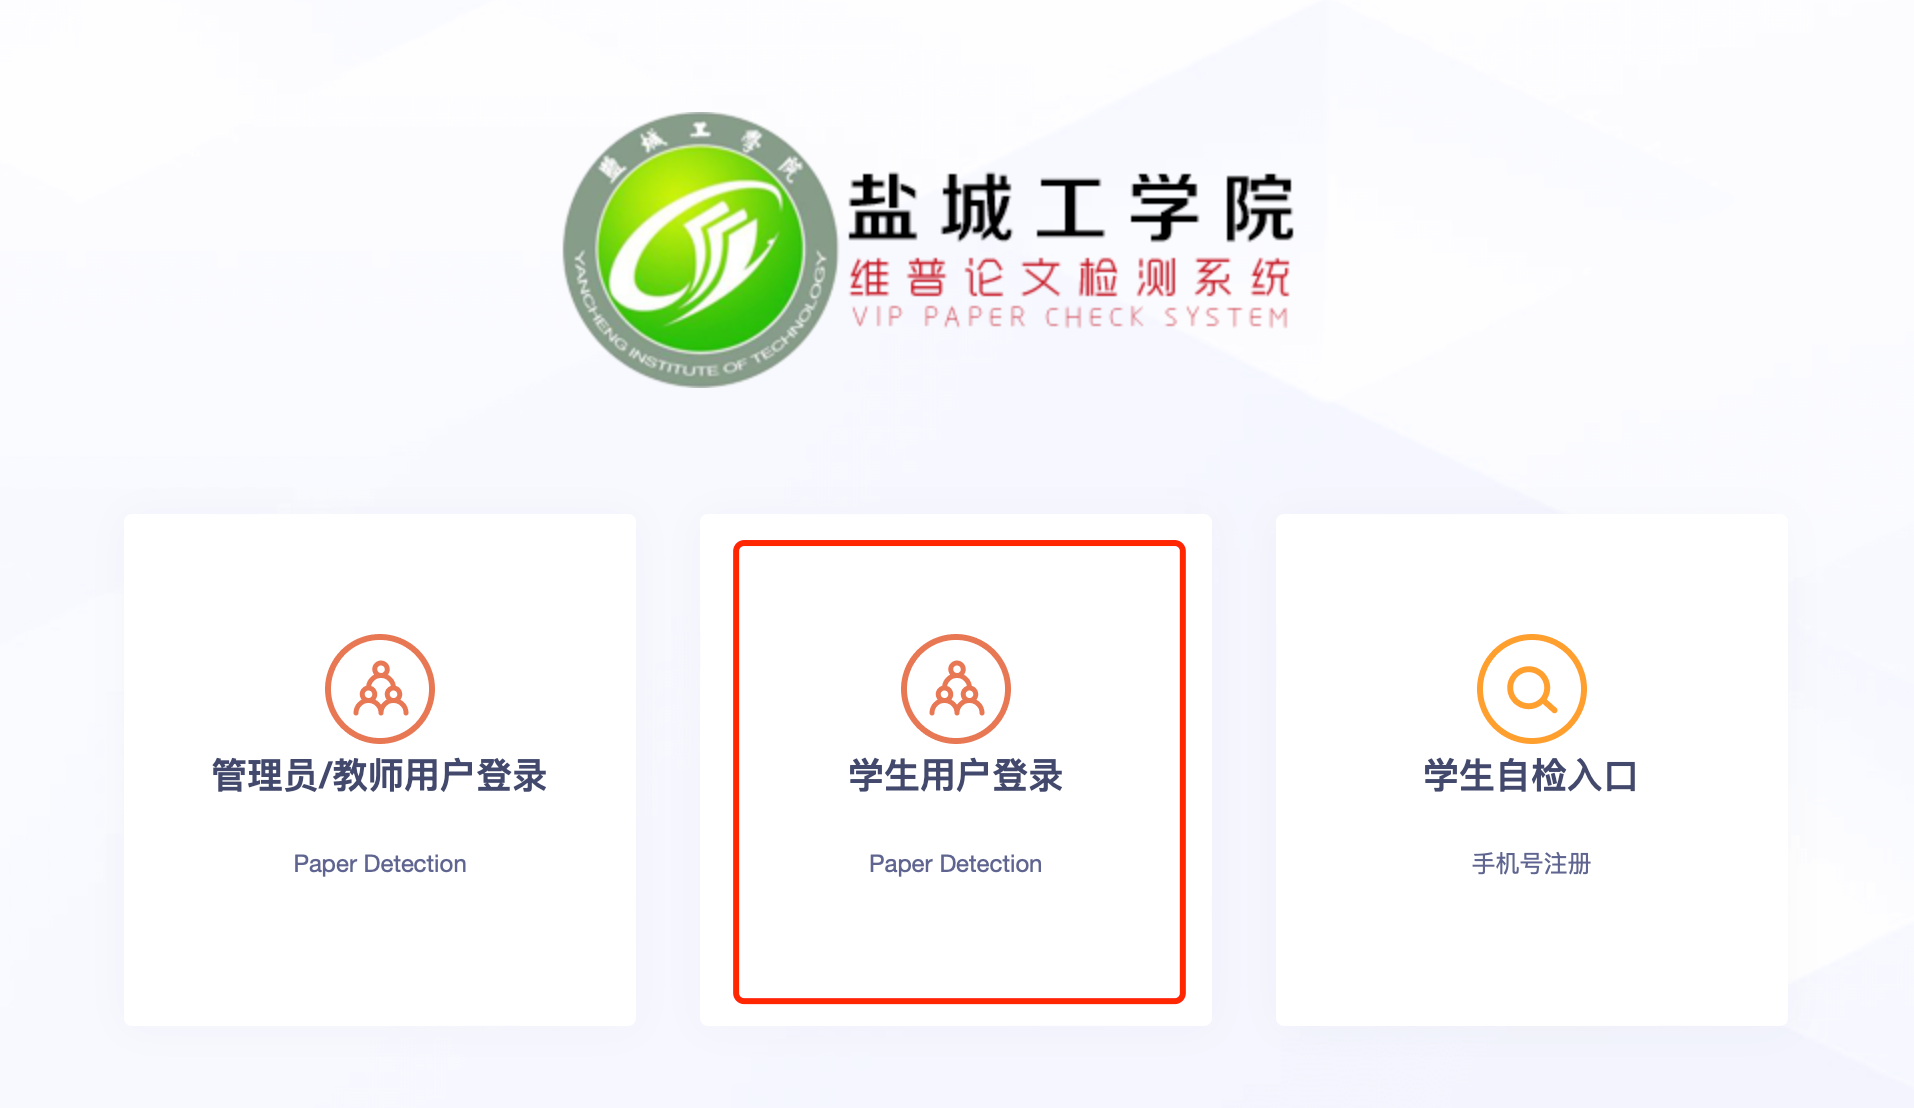 盐城工學院
YANCHENG INSTITUTE OF TECHNOLOGY
盐城工学院
维普论文检测系统
VIP PAPER CHECK SYSTEM
管理员/教师用户登录
Paper Detection
学生用户登录
Paper Detection
学生自检入口
手机号注册